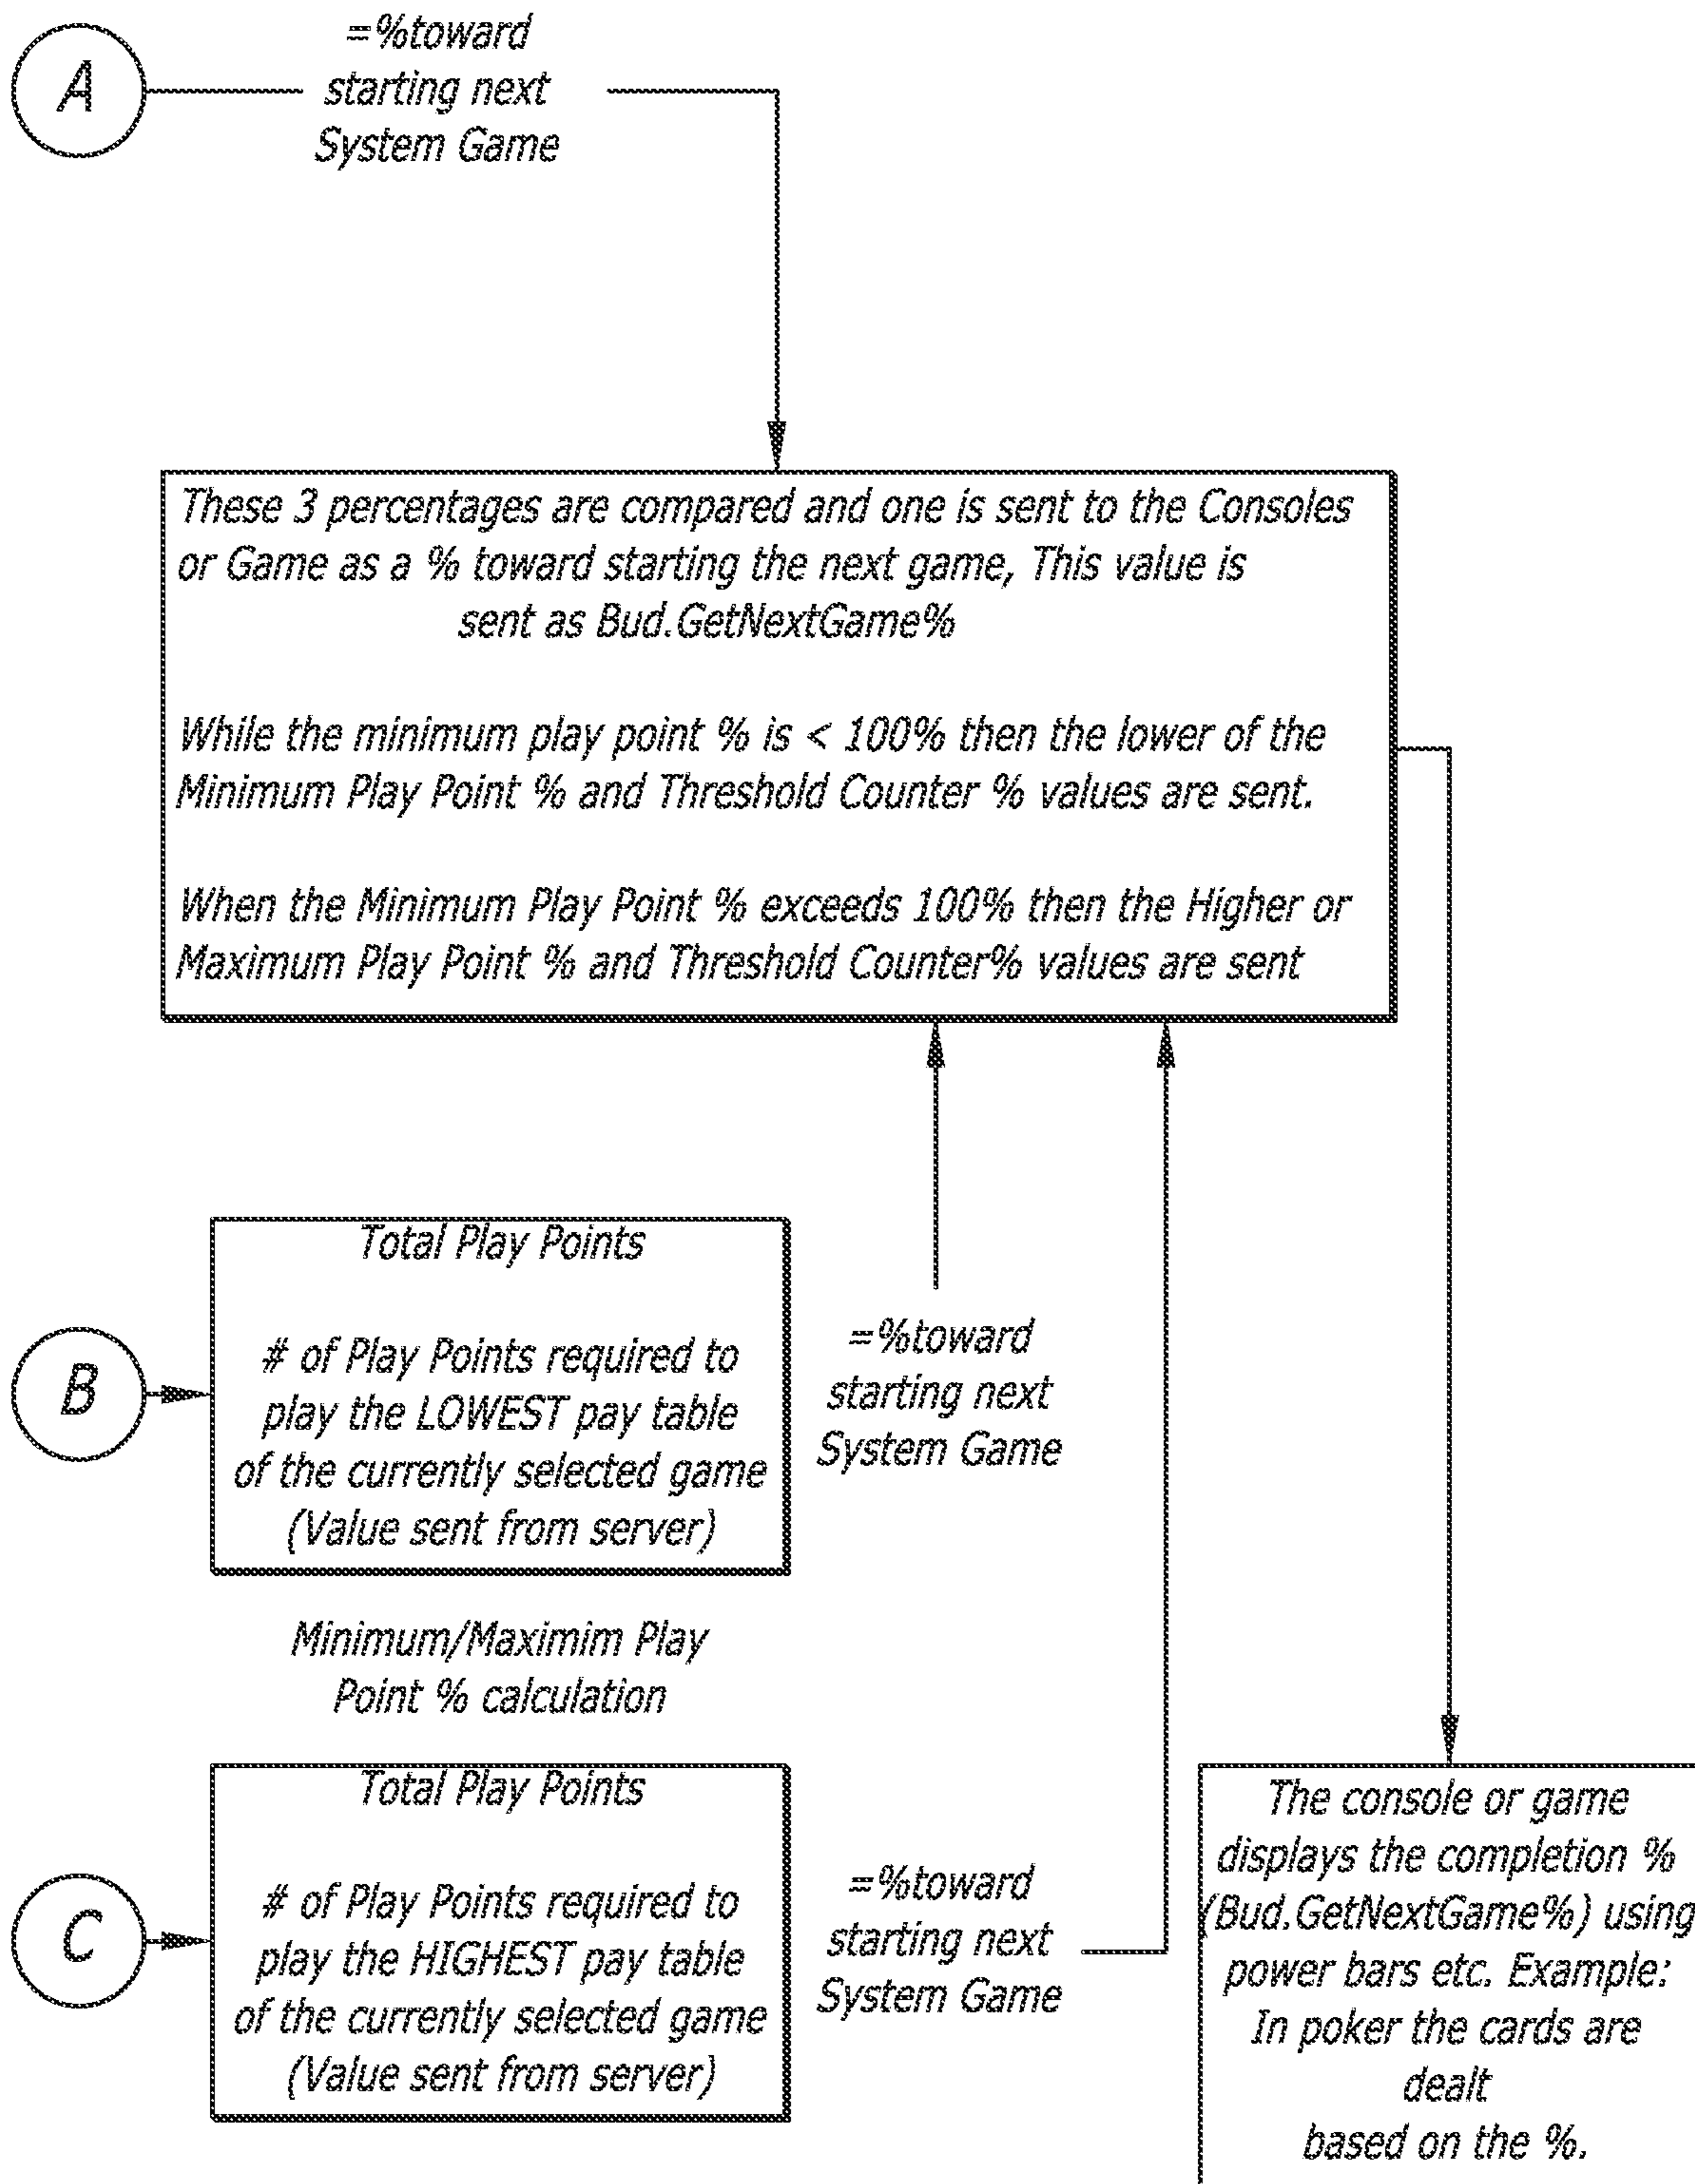 A
=%toward
starting next
System Game
These 3 percentages are compared and one is sent to the Consoles
or Game as a % toward starting the next game, This value is
sent as Bud.GetNextGame%
While the minimum play point % is < 100% then the lower of the
Minimum Play Point % and Threshold Counter % values are sent.
When the Minimum Play Point % exceeds 100% then the Higher or
Maximum Play Point % and Threshold Counter% values are sent
B
Total Play Points
# of Play Points required to
play the LOWEST pay table
of the currently selected game
(Value sent from server)
=%toward
starting next
System Game
Minimum/Maximim Play
Point % calculation
C
Total Play Points
# of Play Points required to
play the HIGHEST pay table
of the currently selected game
(Value sent from server)
=%toward
starting next
System Game
The console or game
displays the completion %
(Bud.GetNextGame%) using
power bars etc. Example:
In poker the cards are
dealt
based on the %.